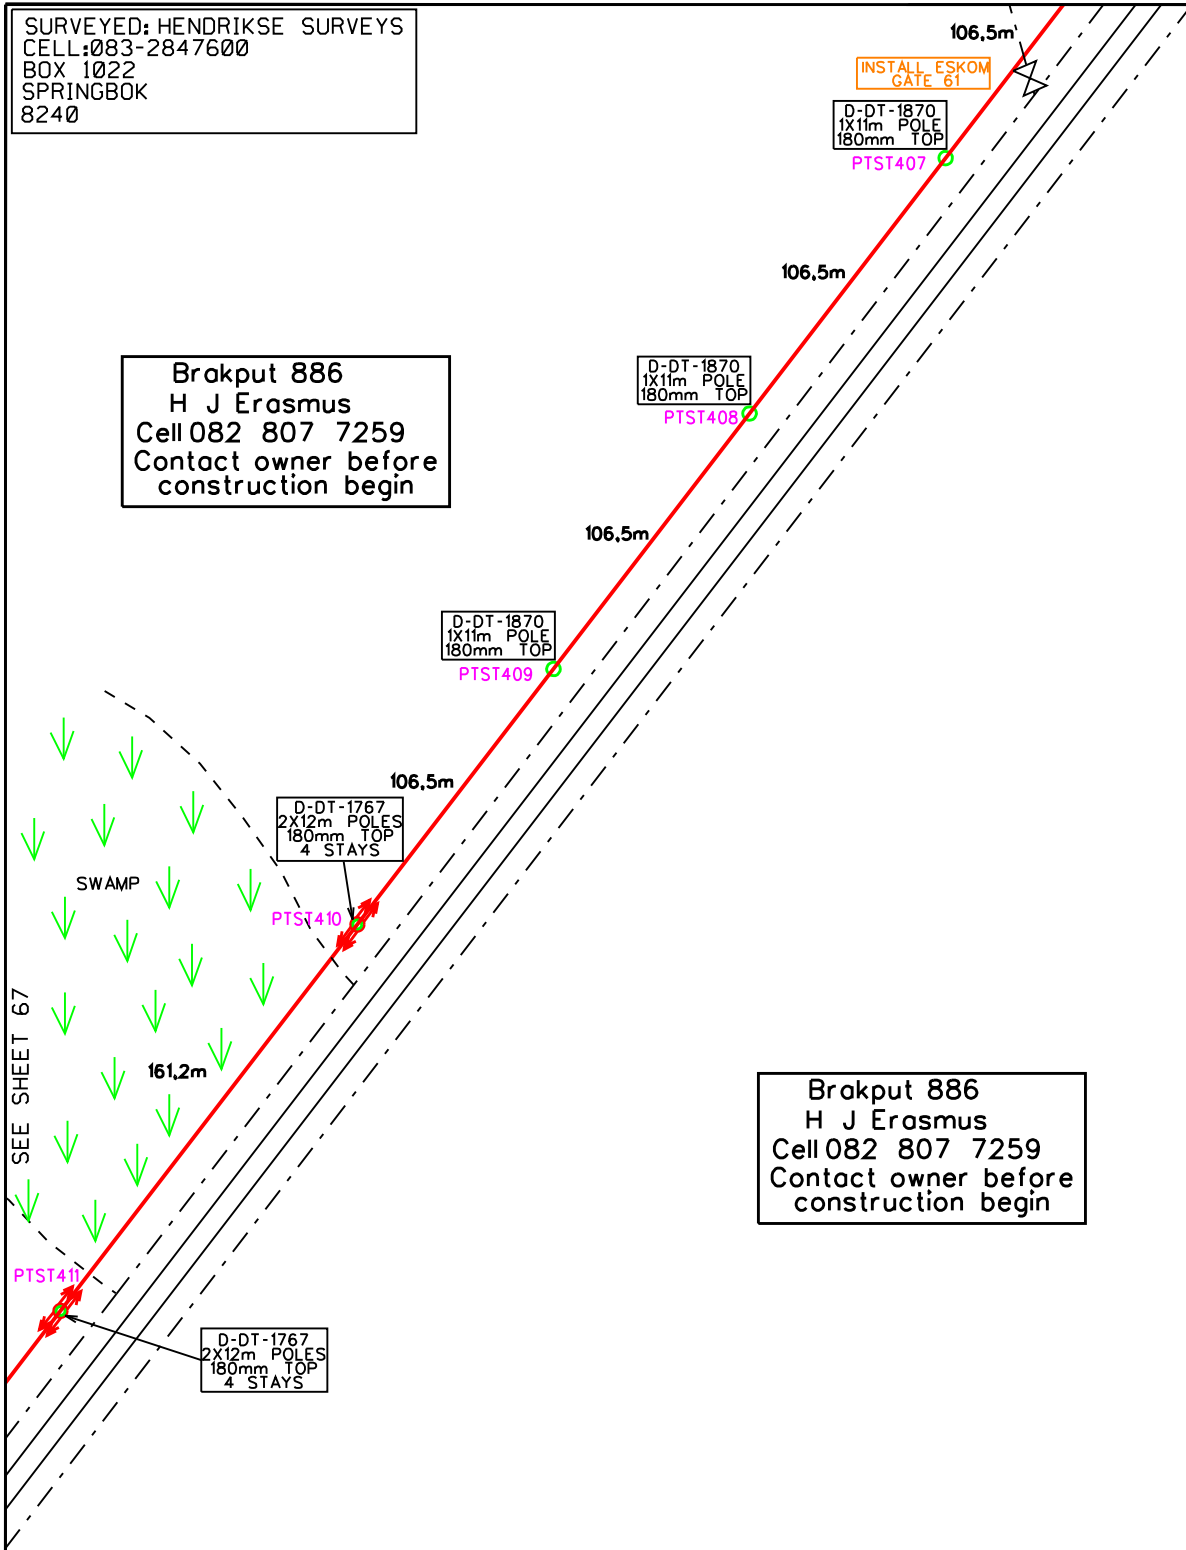 SURVEYED: HENDRIKSE SURVEYS
CELL:083-2847600
BOX 1022
SPRINGBOK
8240
106,5m
INSTALL ESKOM
GATE 61
D-DT-1870
1X11m POLE
180mm TOP
PTST407
106,5m
Brakput 886
H J Erasmus
Cell 082 807 7259
Contact owner before
construction begin
D-DT-1870
1X11m POLE
180mm TOP
PTST408
106,5m
D-DT-1870
1X11m POLE
180mm TOP
PTST409
106,5m
D-DT-1767
2X12m POLES
180mm TOP
4 STAYS
SWAMP
PTST410
SEE SHEET 67
161,2m
Brakput 886
H J Erasmus
Cell 082 807 7259
Contact owner before
construction begin
PTST411
D-DT-1767
2X12m POLES
180mm TOP
4 STAYS